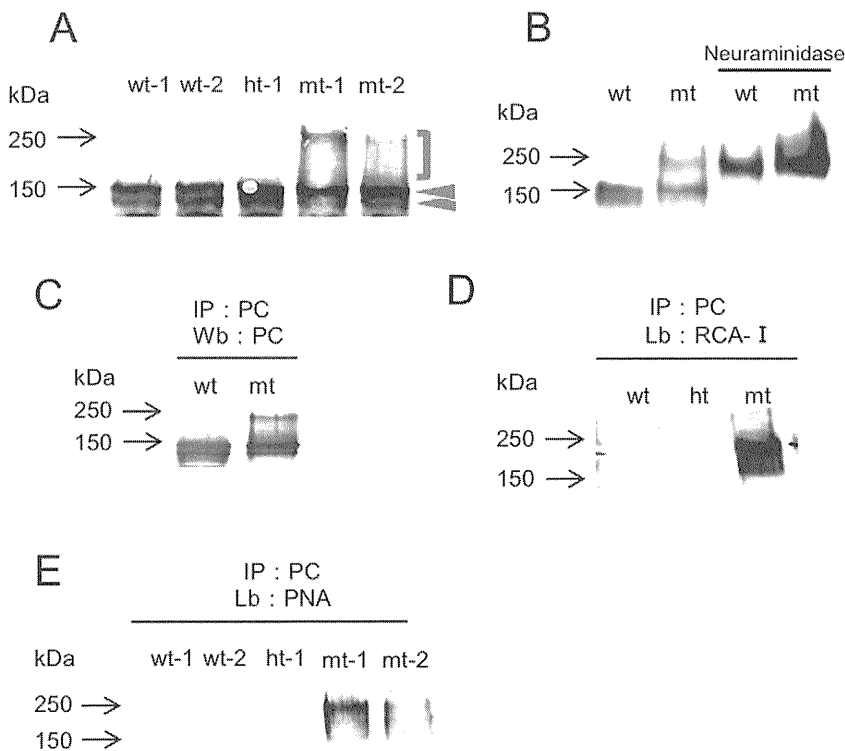 A
wt-1 wt-2 ht-1 mt-1 mt-2
kDa
250
150
B
Neuraminidase
wt mt wt mt
kDa
250
150
C
IP : PC
Wb : PC
wt mt
kDa
250
150
D
IP : PC
Lb : RCA- I
wt ht mt
kDa
250
150
E
IP : PC
Lb : PNA
wt-1 wt-2 ht-1 mt-1 mt-2
kDa
250
150